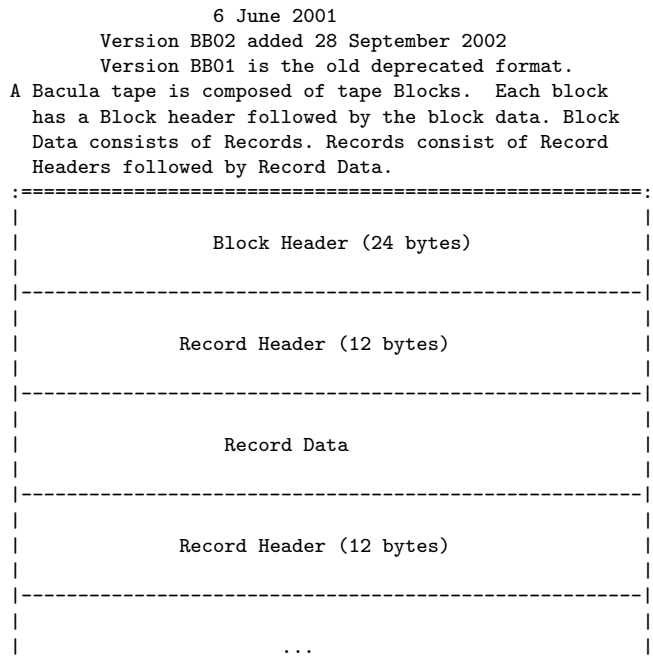 6 June 2001
Version BB02 added 28 September 2002
Version BB01 is the old deprecated format.
A Bacula tape is composed of tape Blocks. Each block
has a Block header followed by the block data. Block
Data consists of Records. Records consist of Record
Headers followed by Record Data.
:=======================================================:
| |
| Block Header (24 bytes) |
| |
|-------------------------------------------------------|
| |
| Record Header (12 bytes) |
| |
|-------------------------------------------------------|
| |
| Record Data |
| |
|-------------------------------------------------------|
| |
| Record Header (12 bytes) |
| |
|-------------------------------------------------------|
| |
| ... |